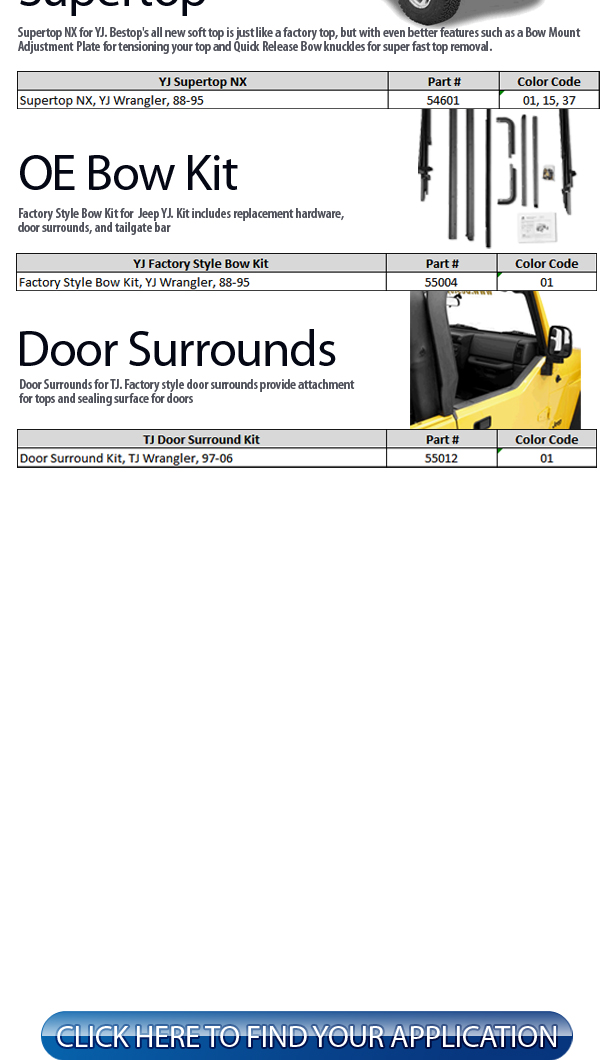 Supertop
Supertop NX for YJ. Bestop's all new soft top is just like a factory top, but with even better features such as a Bow Mount
Adjustment Plate for tensioning your top and Quick Release Bow knuckles for super fast top removal.
YJ Supertop NX Part # Color Code
Supertop NX, YJ Wrangler, 88-95 54601 01, 15, 37
OE Bow Kit
Factory Style Bow Kit for Jeep YJ. Kit includes replacement hardware,
door surrounds, and tailgate bar
YJ Factory Style Bow Kit Part # Color Code
Factory Style Bow Kit, YJ Wrangler, 88-95 55004 01
Door Surrounds
Door Surrounds for TJ. Factory style door surrounds provide attachment
for tops and sealing surface for doors
TJ Door Surround Kit Part # Color Code
Door Surround Kit, TJ Wrangler, 97-06 55012 01
CLICK HERE TO FIND YOUR APPLICATION